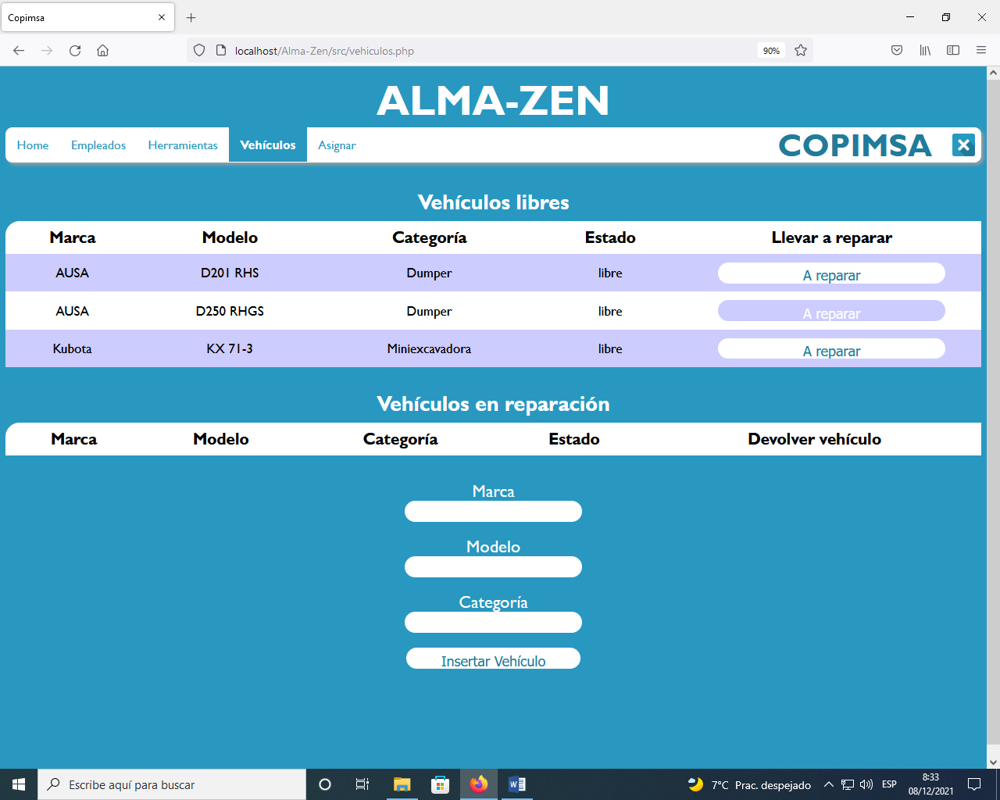 Copimsa
localhost/Alma-Zen/src/vehiculos.php
90%
ALMA-ZEN
Home Empleados Herramientas Vehículos Asignar COPIMSA
Vehículos libres
Marca Modelo Categoría Estado Llevar a reparar
AUSA D201 RHS Dumper libre A reparar
AUSA D250 RHGS Dumper libre A reparar
Kubota KX 71-3 Miniexcavadora libre A reparar
Vehículos en reparación
Marca Modelo Categoría Estado Devolver vehículo
Marca
Modelo
Categoría
Insertar Vehículo
Escribe aquí para buscar
7°C Prac. despejado
ESP
8:33
08/12/2021